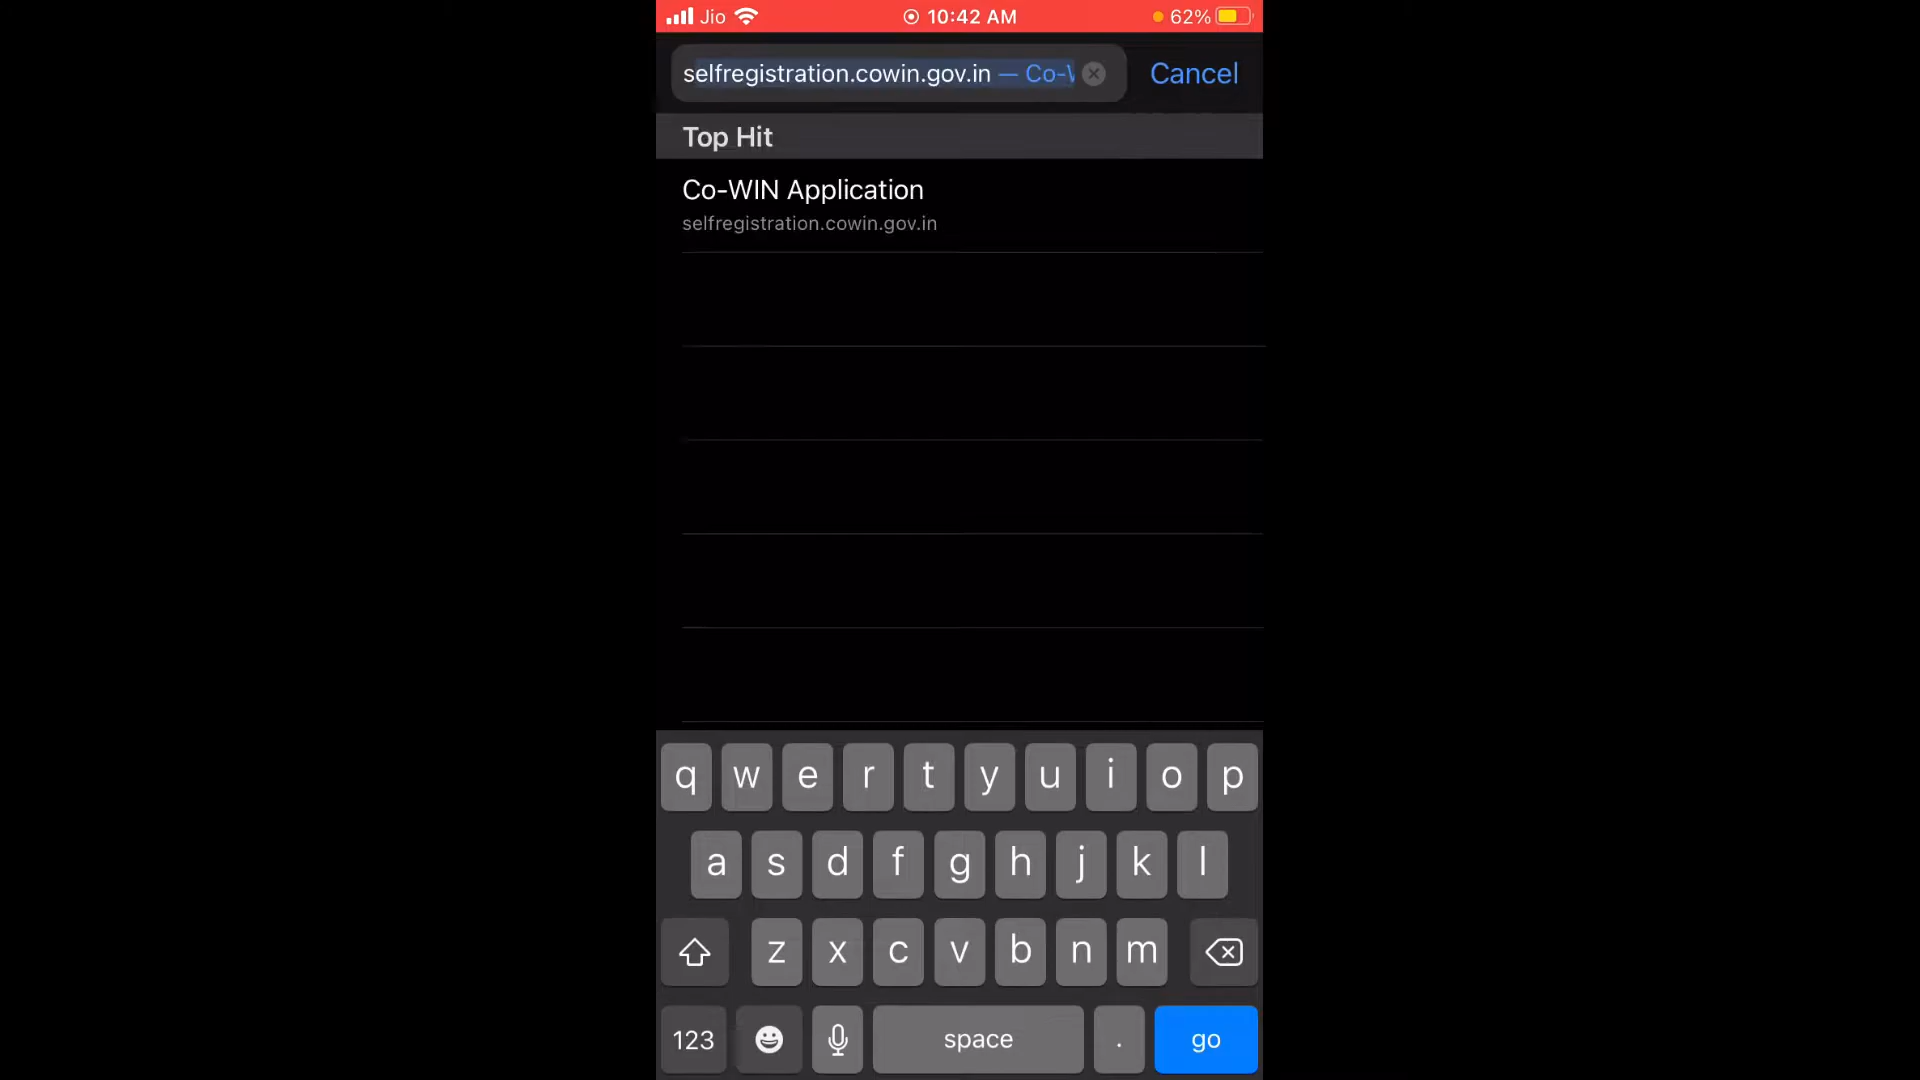 Jio 10:42 AM 62%
selfregistration.cowin.gov.in — Co-W Cancel
Top Hit
Co-WIN Application
selfregistration.cowin.gov.in
q w e r t y u i o p
a s d f g h j k l
z x c v b n m
123 space . go